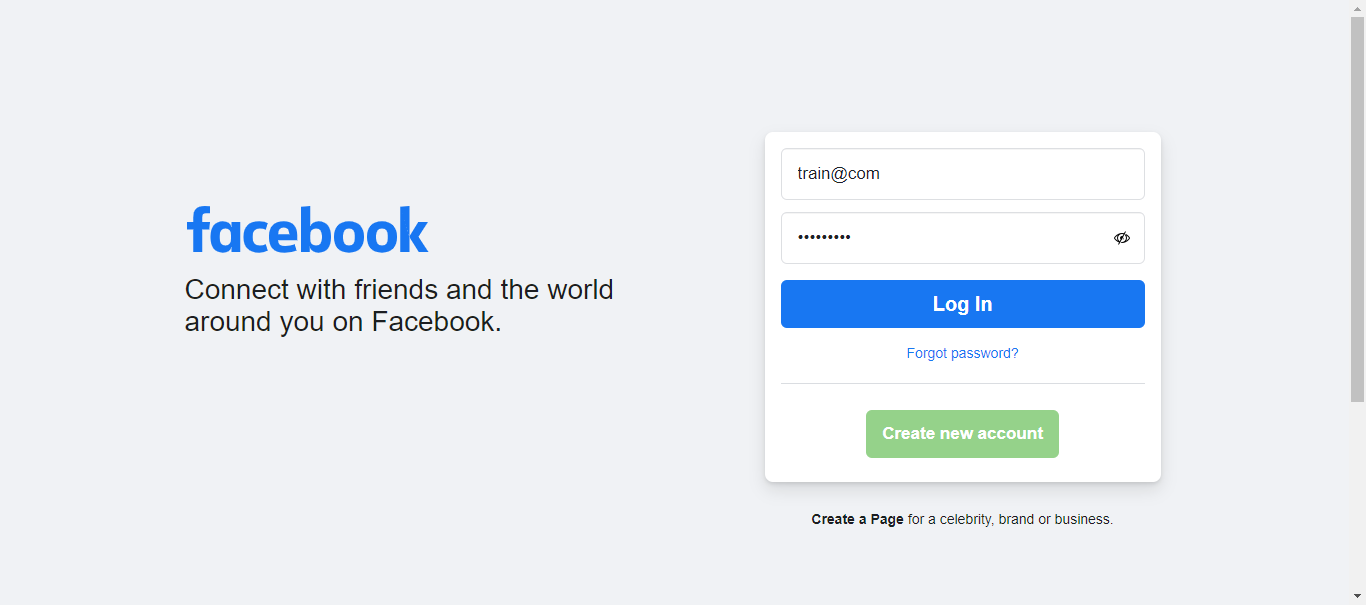 facebook
Connect with friends and the world
around you on Facebook.
train@com
•••••••••
Log In
Forgot password?
Create new account
Create a Page for a celebrity, brand or business.